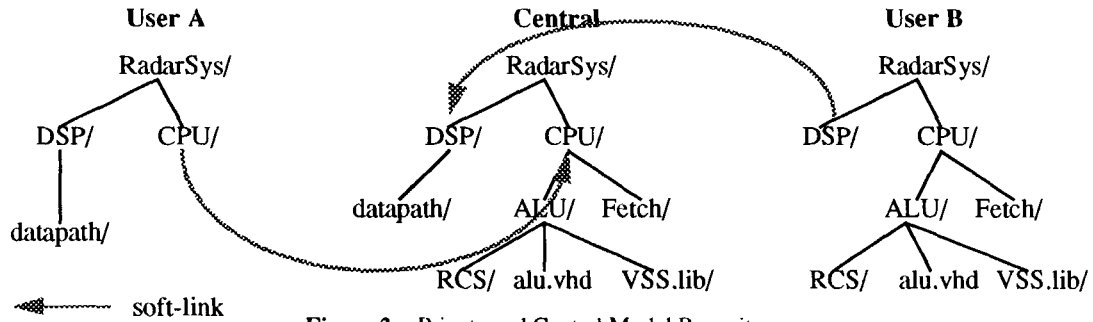 User A Central User B
RadarSys/ RadarSys/ RadarSys/
DSP/ CPU/ DSP/ CPU/ DSP/ CPU/
datapath/ datapath/ ALU/ Fetch/ ALU/ Fetch/
RCS/ alu.vhd VSS.lib/ RCS/ alu.vhd VSS.lib/
soft-link